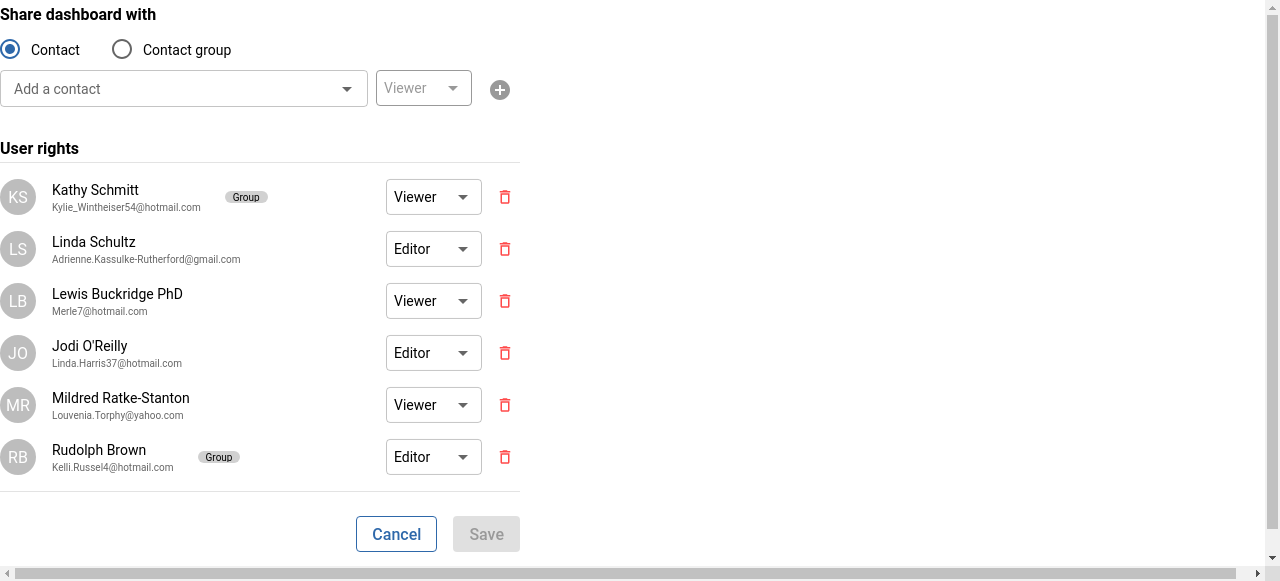 Share dashboard with
Contact Contact group
Add a contact Viewer
User rights
KS Kathy Schmitt Group Viewer
Kylie_Wintheiser54@hotmail.com
LS Linda Schultz Editor
Adrienne.Kassulke-Rutherford@gmail.com
LB Lewis Buckridge PhD Viewer
Merle7@hotmail.com
JO Jodi O'Reilly Editor
Linda.Harris37@hotmail.com
MR Mildred Ratke-Stanton Viewer
Louvenia.Torphy@yahoo.com
RB Rudolph Brown Group Editor
Kelli.Russel4@hotmail.com
Cancel Save